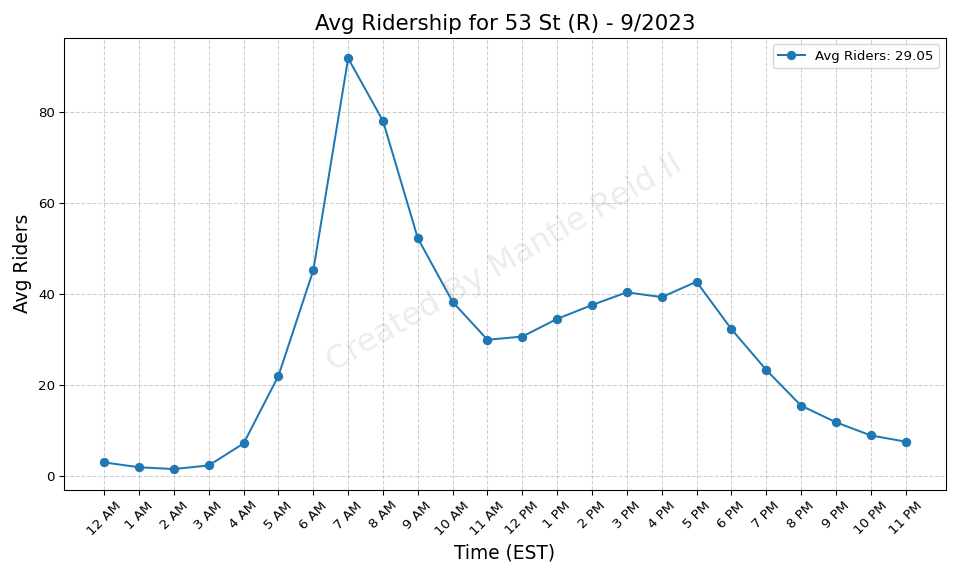 Avg Ridership for 53 St (R) - 9/2023
Avg Riders: 29.05
Avg Riders
80
60
40
20
0
Created By Mantle Reid II
12 AM
1 AM
2 AM
3 AM
4 AM
5 AM
6 AM
7 AM
8 AM
9 AM
10 AM
11 AM
12 PM
1 PM
2 PM
3 PM
4 PM
5 PM
6 PM
7 PM
8 PM
9 PM
10 PM
11 PM
Time (EST)